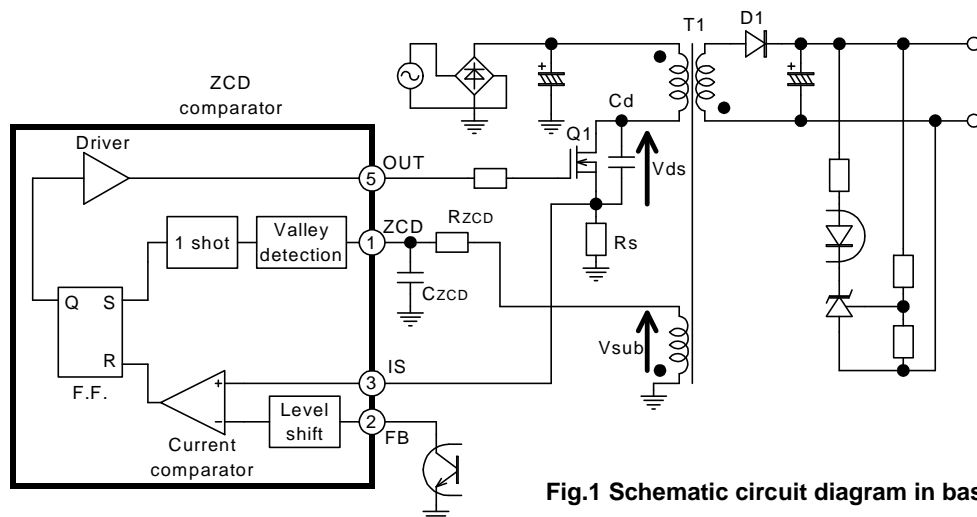 ZCD
comparator
Driver
OUT
5
1 shot
Valley
detection
ZCD
1
RZCD
CZCD
Q
S
R
F.F.
IS
3
Level
shift
2
FB
Current
comparator
+
−
T1
D1
+
+
Cd
Q1
Vds
Rs
Vsub
Fig.1 Schematic circuit diagram in bas